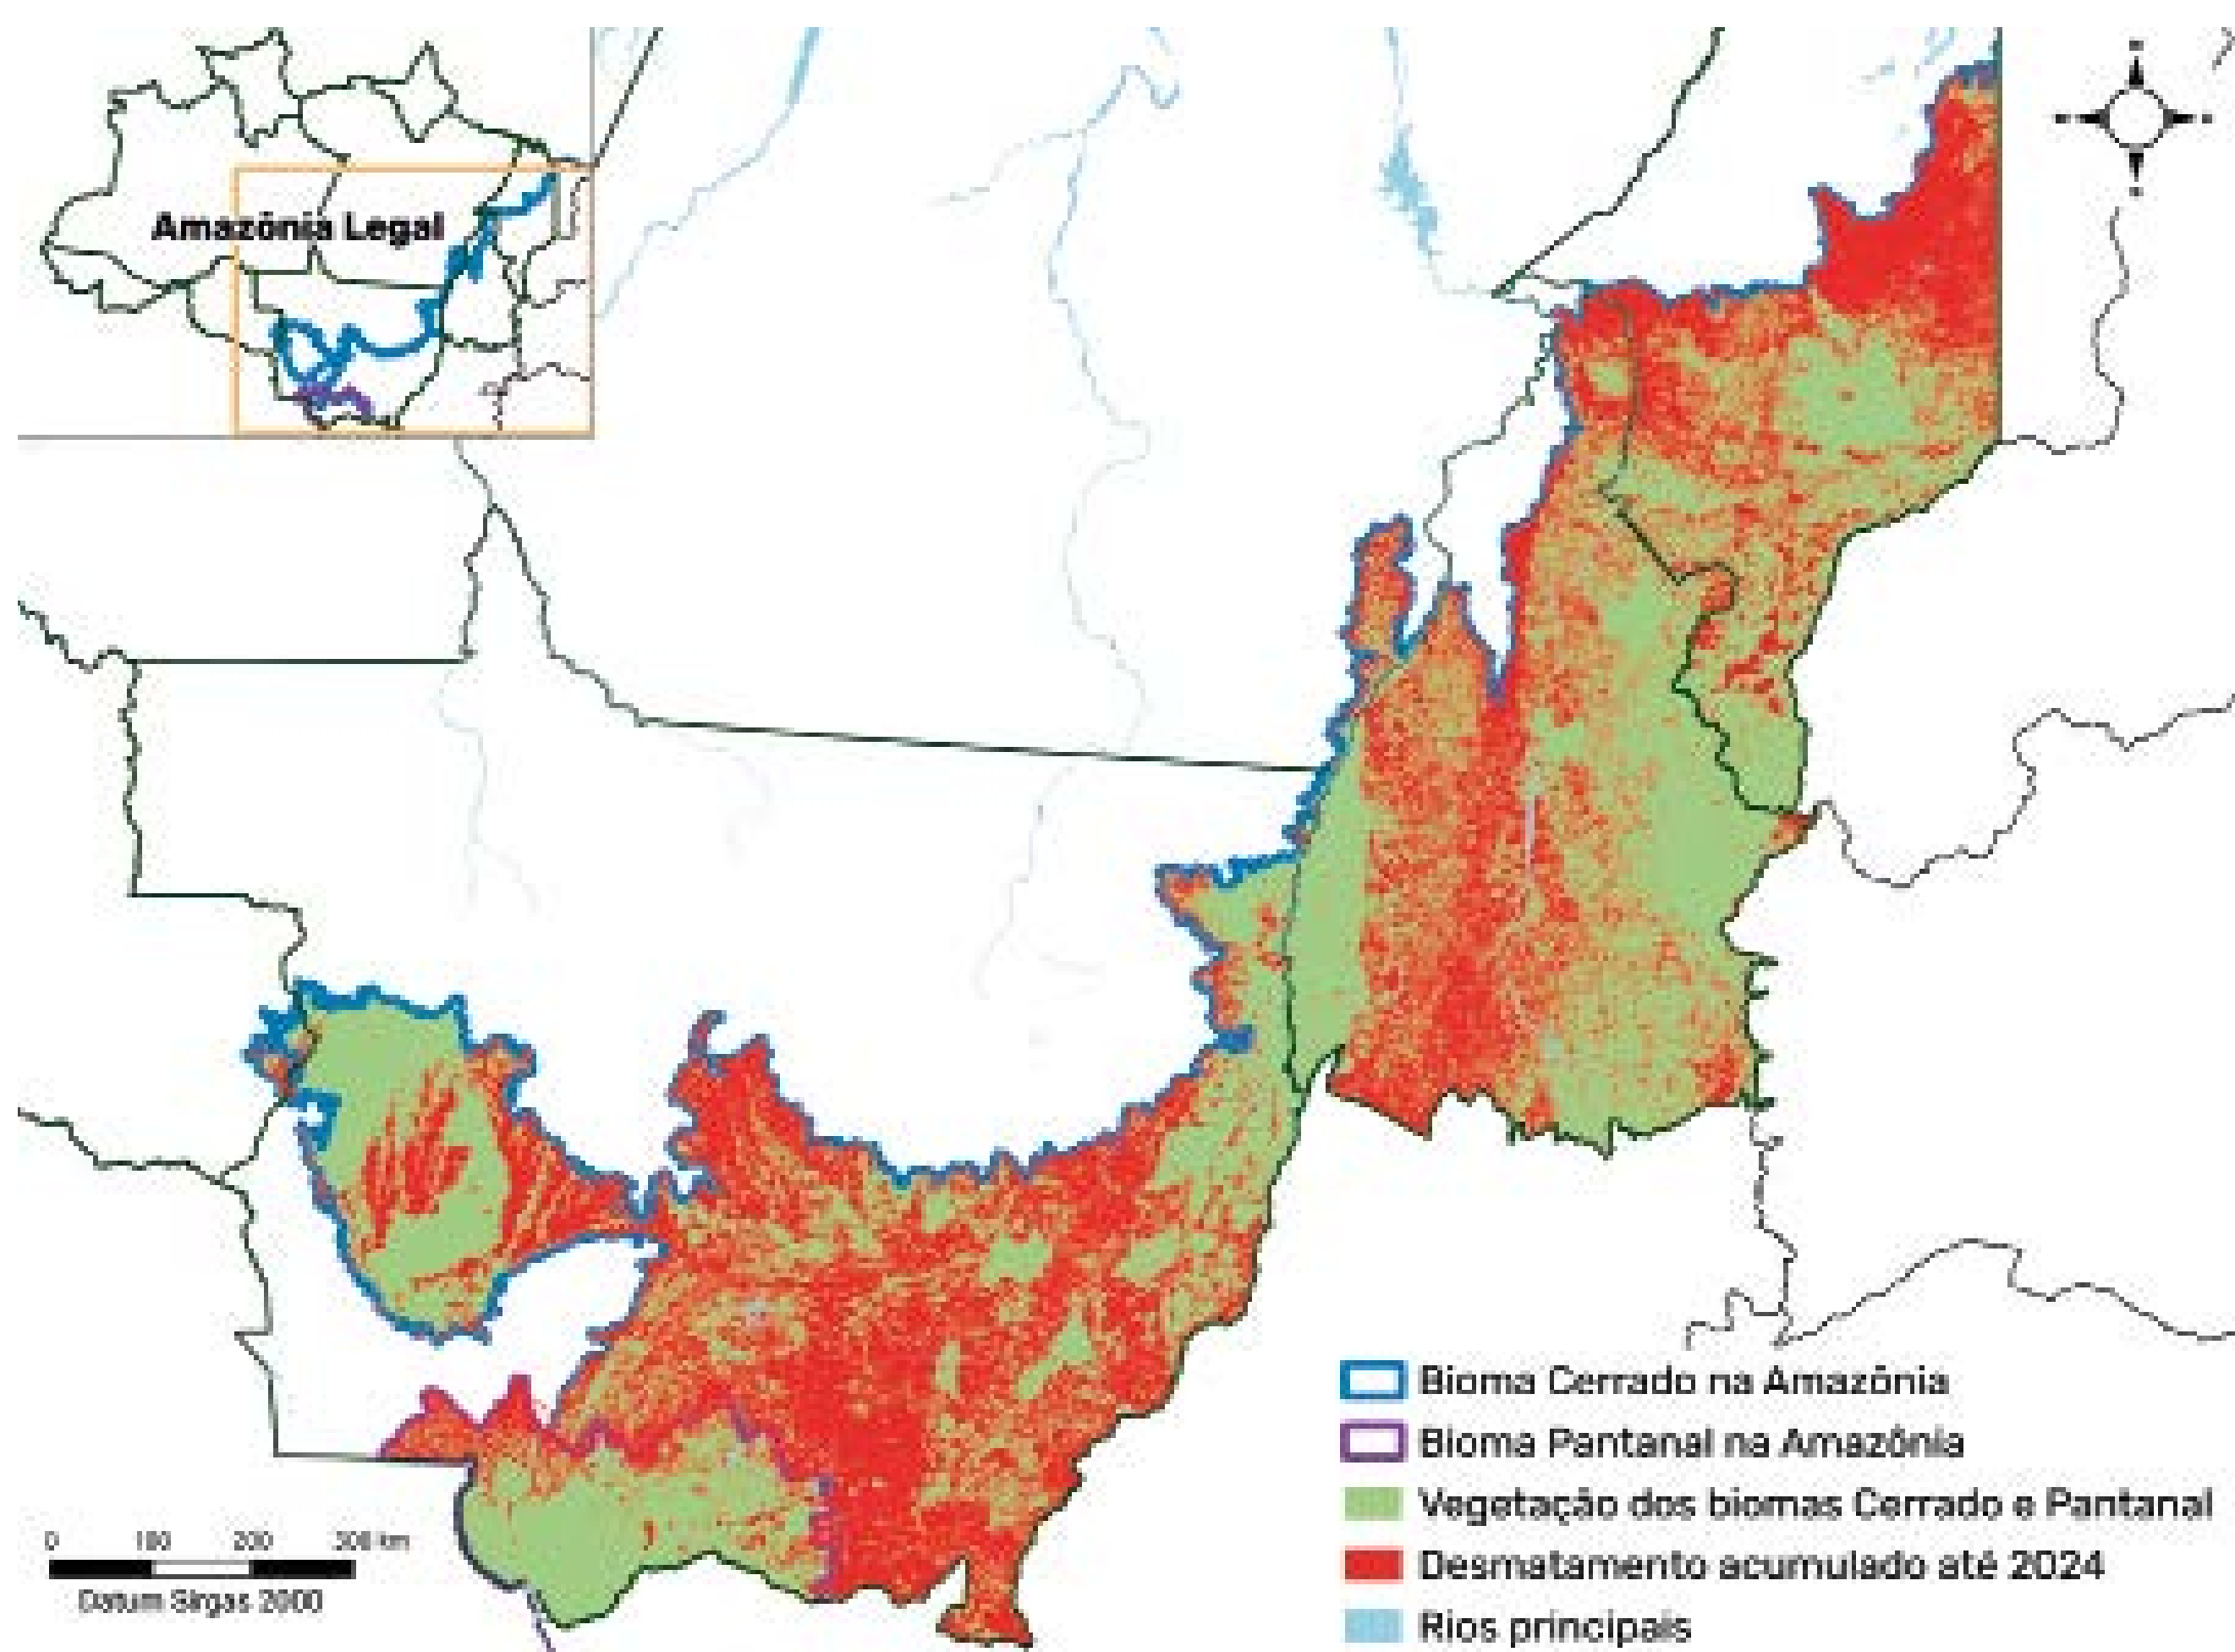 Amazônia Legal
Bioma Cerrado na Amazônia
Bioma Pantanal na Amazônia
Vegetação dos biomas Cerrado e Pantanal
Desmatamento acumulado até 2024
Rios principais
0 100 200 300 km
Datum Sirgas 2000